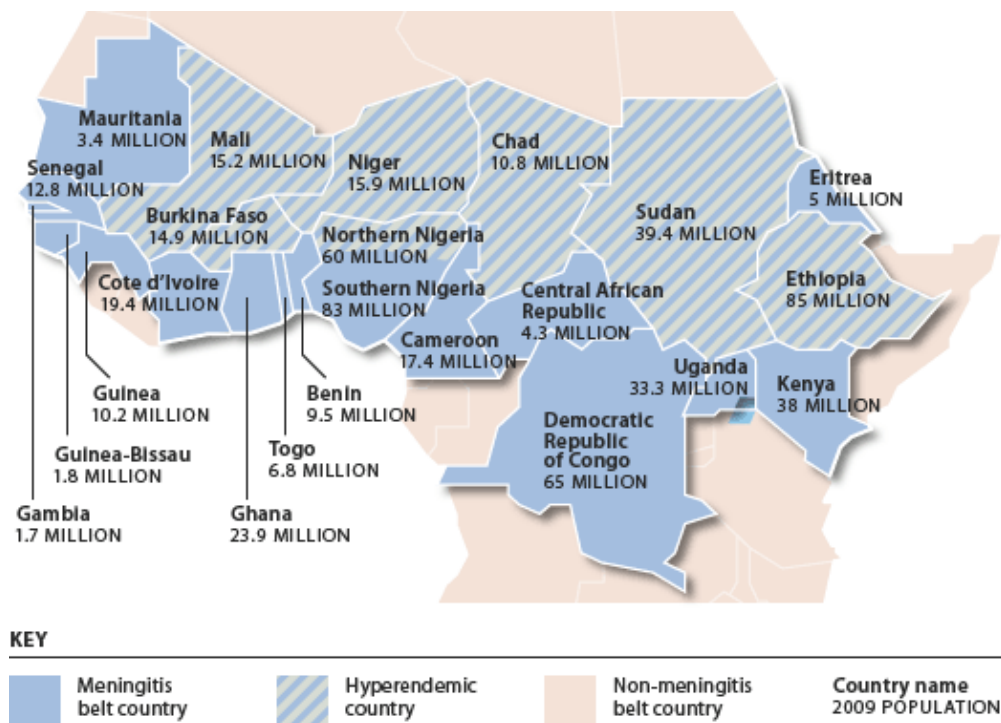 Mauritania
3.4 MILLION
Mali
15.2 MILLION
Niger
15.9 MILLION
Chad
10.8 MILLION
Senegal
12.8 MILLION
Eritrea
5 MILLION
Burkina Faso
14.9 MILLION
Sudan
39.4 MILLION
Northern Nigeria
60 MILLION
Ethiopia
85 MILLION
Cote d’Ivoire
19.4 MILLION
Southern Nigeria
83 MILLION
Central African
Republic
4.3 MILLION
Cameroon
17.4 MILLION
Uganda
33.3 MILLION
Kenya
38 MILLION
Guinea
10.2 MILLION
Benin
9.5 MILLION
Democratic
Republic
of Congo
65 MILLION
Guinea-Bissau
1.8 MILLION
Togo
6.8 MILLION
Gambia
1.7 MILLION
Ghana
23.9 MILLION
KEY
Meningitis
belt country
Hyperendemic
country
Non-meningitis
belt country
Country name
2009 POPULATION